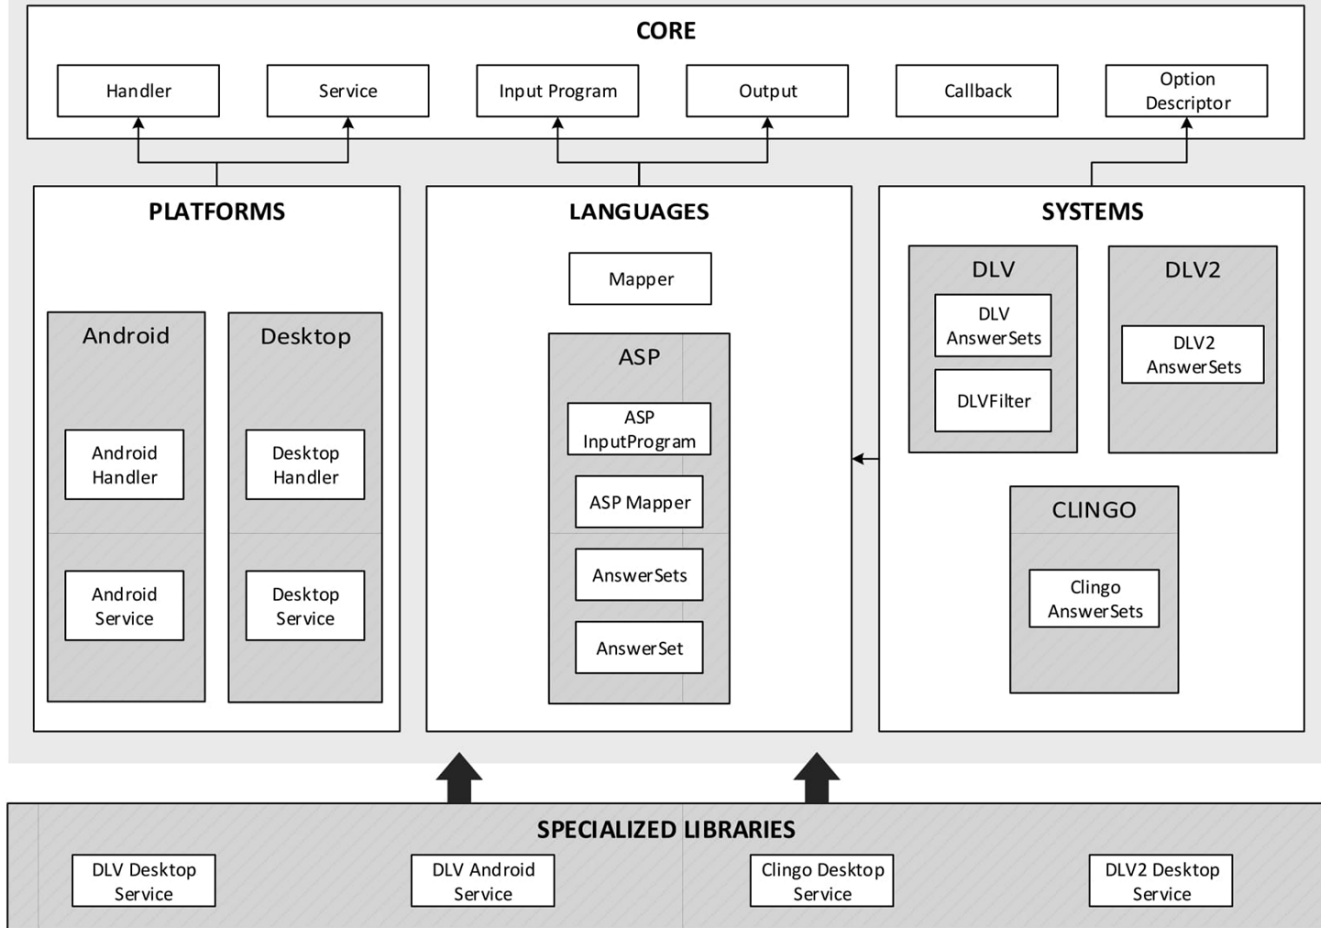 CORE
Handler
Service
Input Program
Output
Callback
Option
Descriptor
PLATFORMS
Android
Android
Handler
Android
Service
Desktop
Desktop
Handler
Desktop
Service
LANGUAGES
Mapper
ASP
ASP
InputProgram
ASP Mapper
AnswerSets
AnswerSet
SYSTEMS
DLV
DLV
AnswerSets
DLVFilter
DLV2
DLV2
AnswerSets
CLINGO
Clingo
AnswerSets
SPECIALIZED LIBRARIES
DLV Desktop
Service
DLV Android
Service
Clingo Desktop
Service
DLV2 Desktop
Service